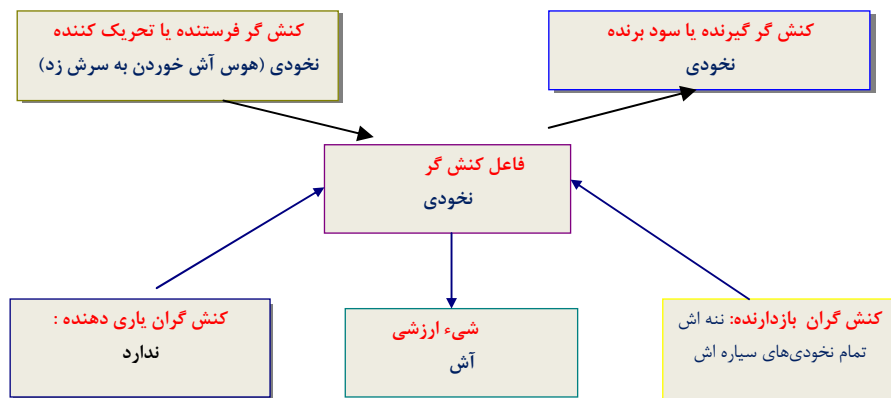 کنش گر گیرنده یا سود برنده
نخودی
کنش گر فرستنده یا تحریک کننده
نخودی (هوس آش خوردن به سرش زد)
فاعل کنش گر
نخودی
کنش گران بازدارنده: ننه اش
تمام نخودی‌های سیاره اش
شیء ارزشی
آش
کنش گران یاری دهنده :
ندارد